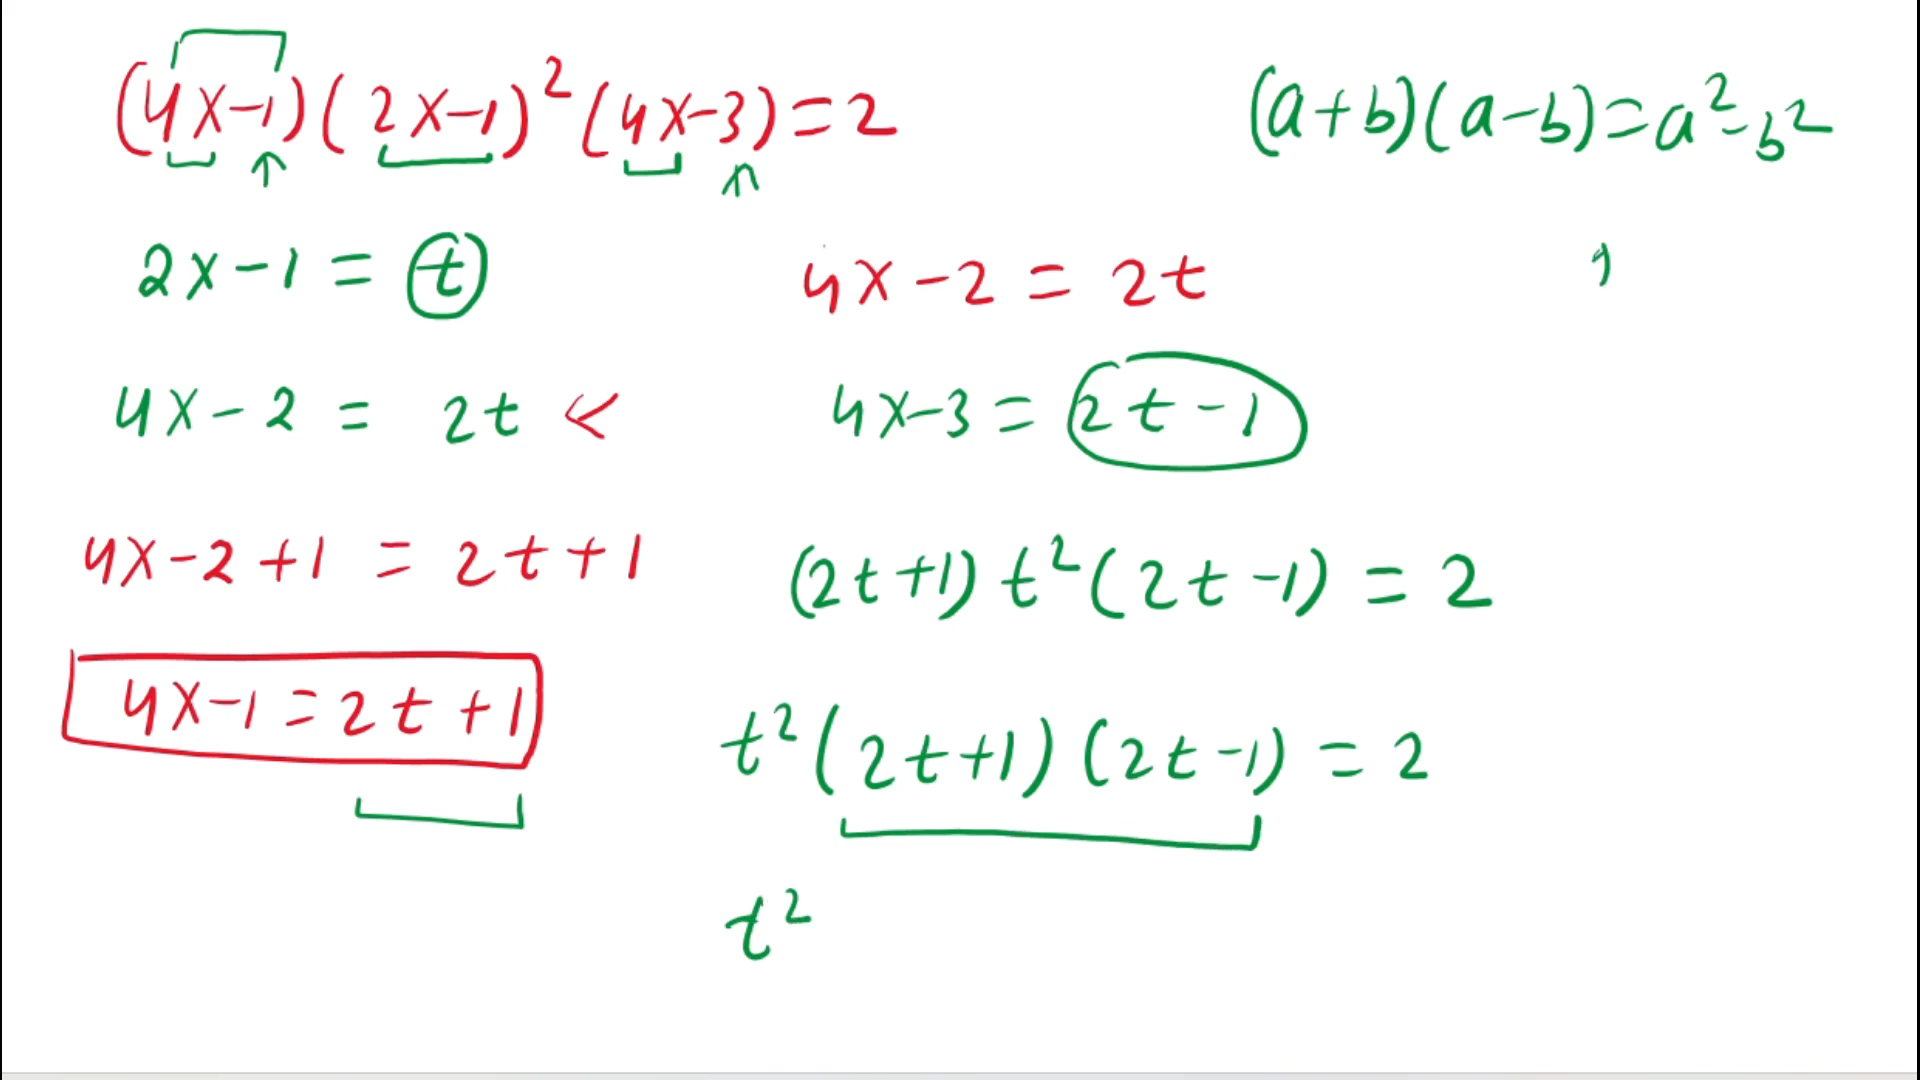 (4x-1)(2x-1)²(4x-3)=2
(a+b)(a-b)=a²-b²
2x-1=t
4x-2=2t
4x-2=2t <
4x-3=2t-1
4x-2+1=2t+1
(2t+1)t²(2t-1)=2
4x-1=2t+1
t²(2t+1)(2t-1)=2
t²